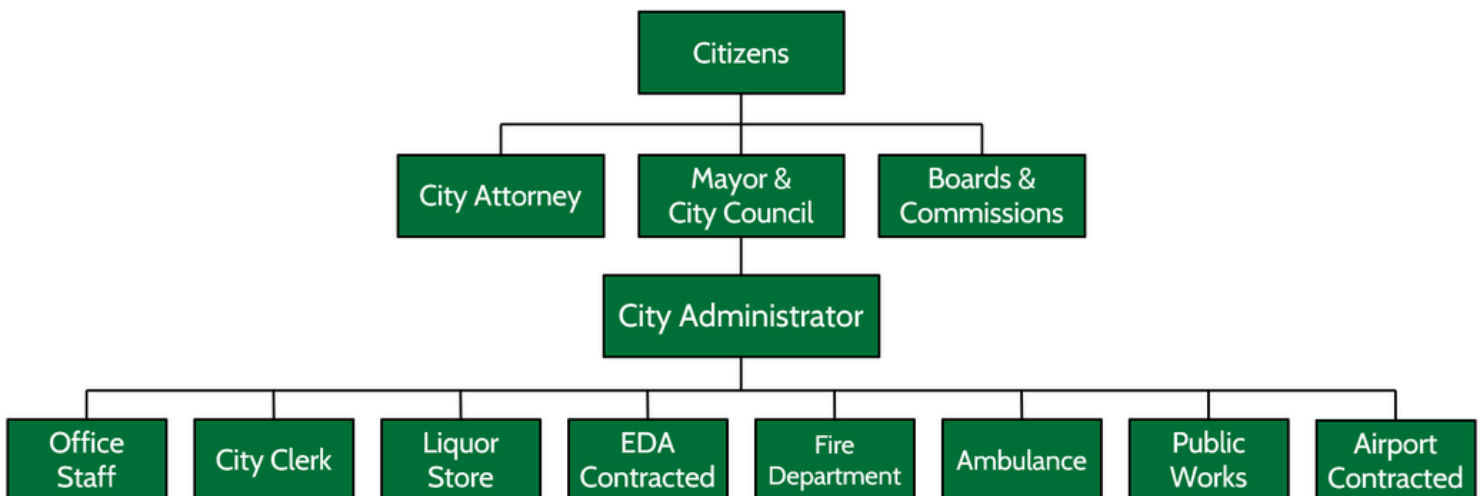 Citizens
City Attorney
Mayor &
City Council
Boards &
Commissions
City Administrator
Office
Staff
City Clerk
Liquor
Store
EDA
Contracted
Fire
Department
Ambulance
Public
Works
Airport
Contracted